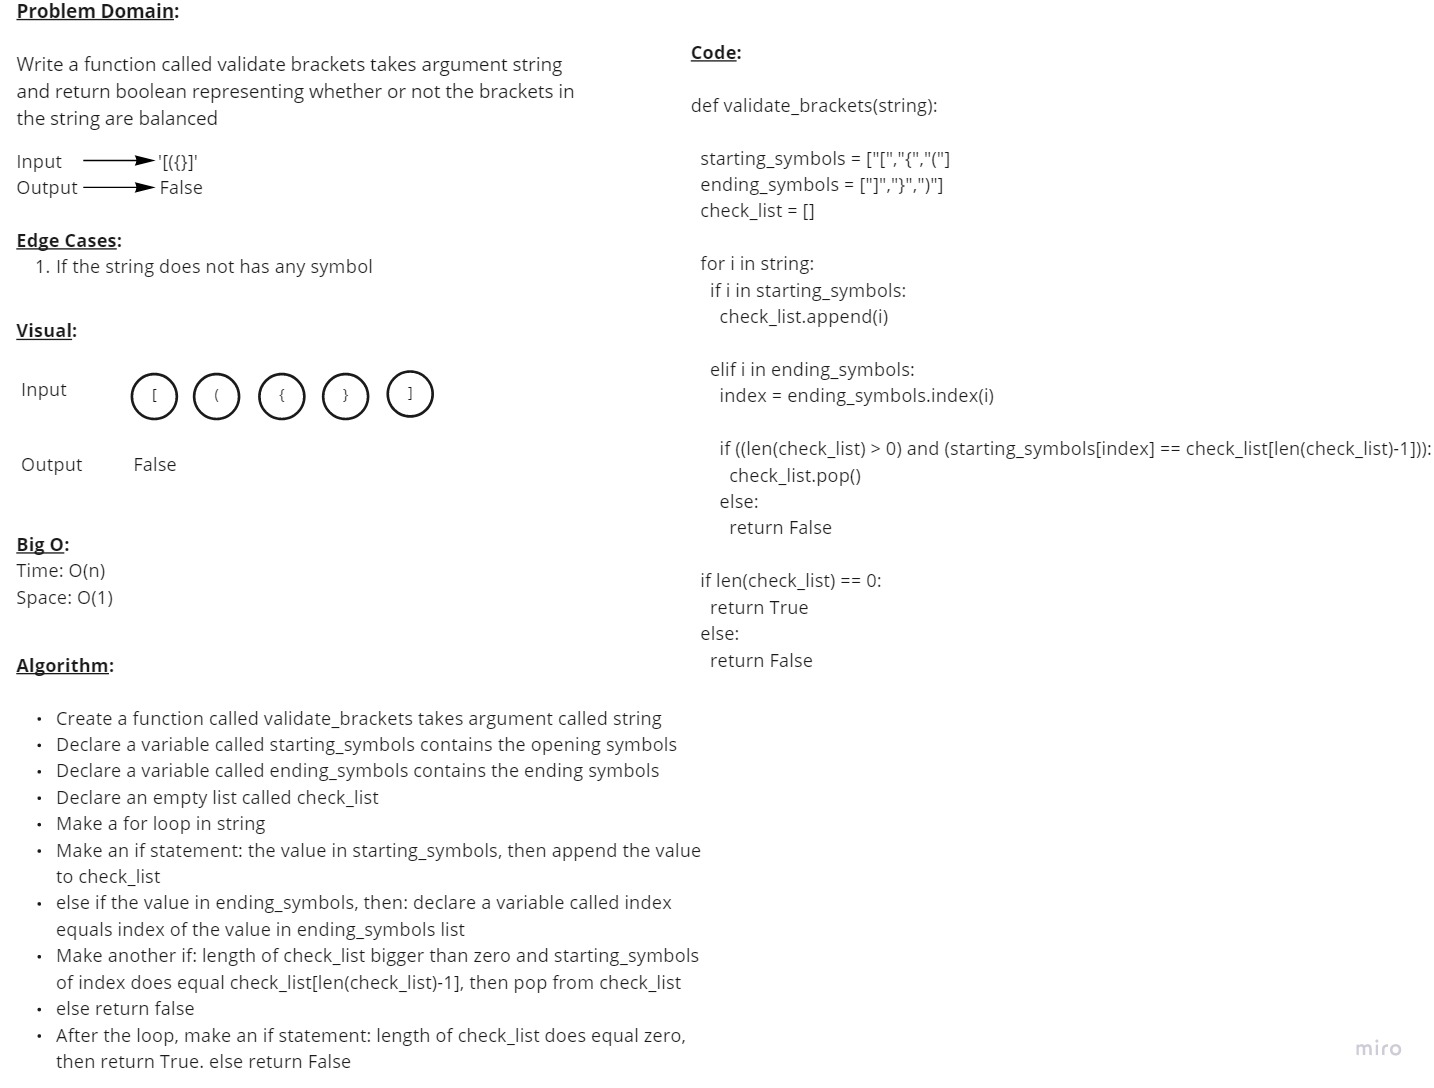 Problem Domain:
Write a function called validate brackets takes argument string
and return boolean representing whether or not the brackets in
the string are balanced
Input '[({}]'
Output False
Edge Cases:
1. If the string does not has any symbol
Visual:
Input [ ( { } ]
Output False
Big O:
Time: O(n)
Space: O(1)
Algorithm:
• Create a function called validate_brackets takes argument called string
• Declare a variable called starting_symbols contains the opening symbols
• Declare a variable called ending_symbols contains the ending symbols
• Declare an empty list called check_list
• Make a for loop in string
• Make an if statement: the value in starting_symbols, then append the value
to check_list
• else if the value in ending_symbols, then: declare a variable called index
equals index of the value in ending_symbols list
• Make another if: length of check_list bigger than zero and starting_symbols
of index does equal check_list[len(check_list)-1], then pop from check_list
• else return false
• After the loop, make an if statement: length of check_list does equal zero,
then return True. else return False
Code:
def validate_brackets(string):
starting_symbols = ["[","{","("]
ending_symbols = ["]","}",")"]
check_list = []
for i in string:
if i in starting_symbols:
check_list.append(i)
elif i in ending_symbols:
index = ending_symbols.index(i)
if ((len(check_list) > 0) and (starting_symbols[index] == check_list[len(check_list)-1])):
check_list.pop()
else:
return False
if len(check_list) == 0:
return True
else:
return False
miro